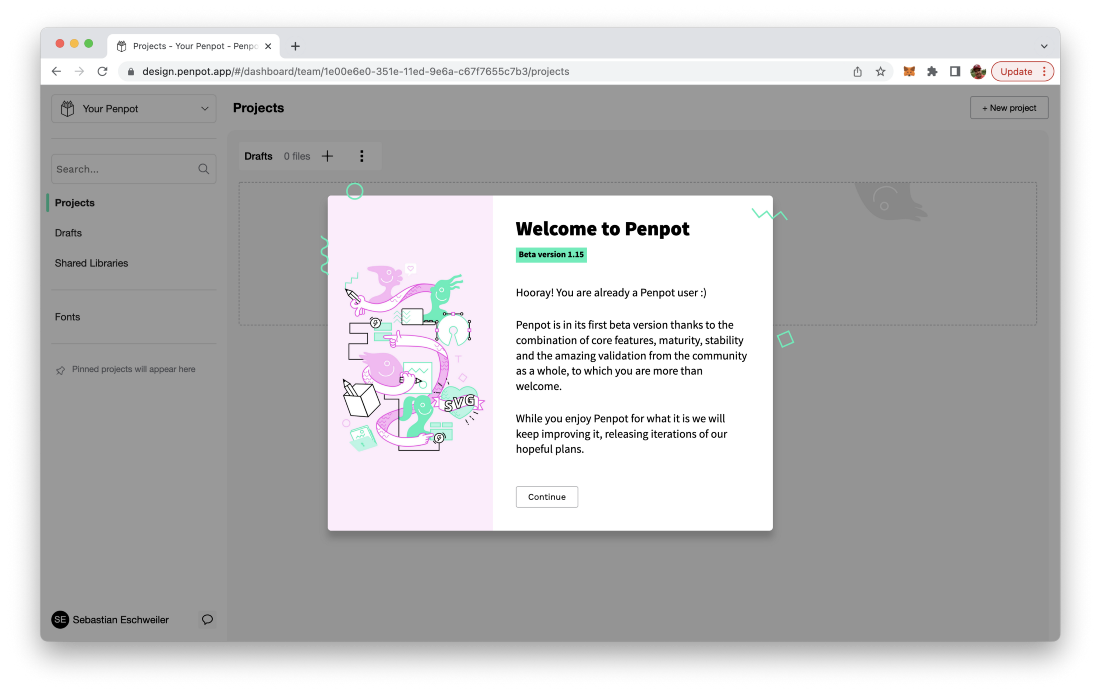 Projects - Your Penpot - Penpo
design.penpot.app/#/dashboard/team/1e00e6e0-351e-11ed-9e6a-c67f7655c7b3/projects
Update
Your Penpot
Projects
+ New project
Search...
Drafts 0 files
Projects
Drafts
Shared Libraries
Fonts
Pinned projects will appear here
SE Sebastian Eschweiler
SVG
T
Welcome to Penpot
Beta version 1.15
Hooray! You are already a Penpot user :)
Penpot is in its first beta version thanks to the
combination of core features, maturity, stability
and the amazing validation from the community
as a whole, to which you are more than
welcome.
While you enjoy Penpot for what it is we will
keep improving it, releasing iterations of our
hopeful plans.
Continue